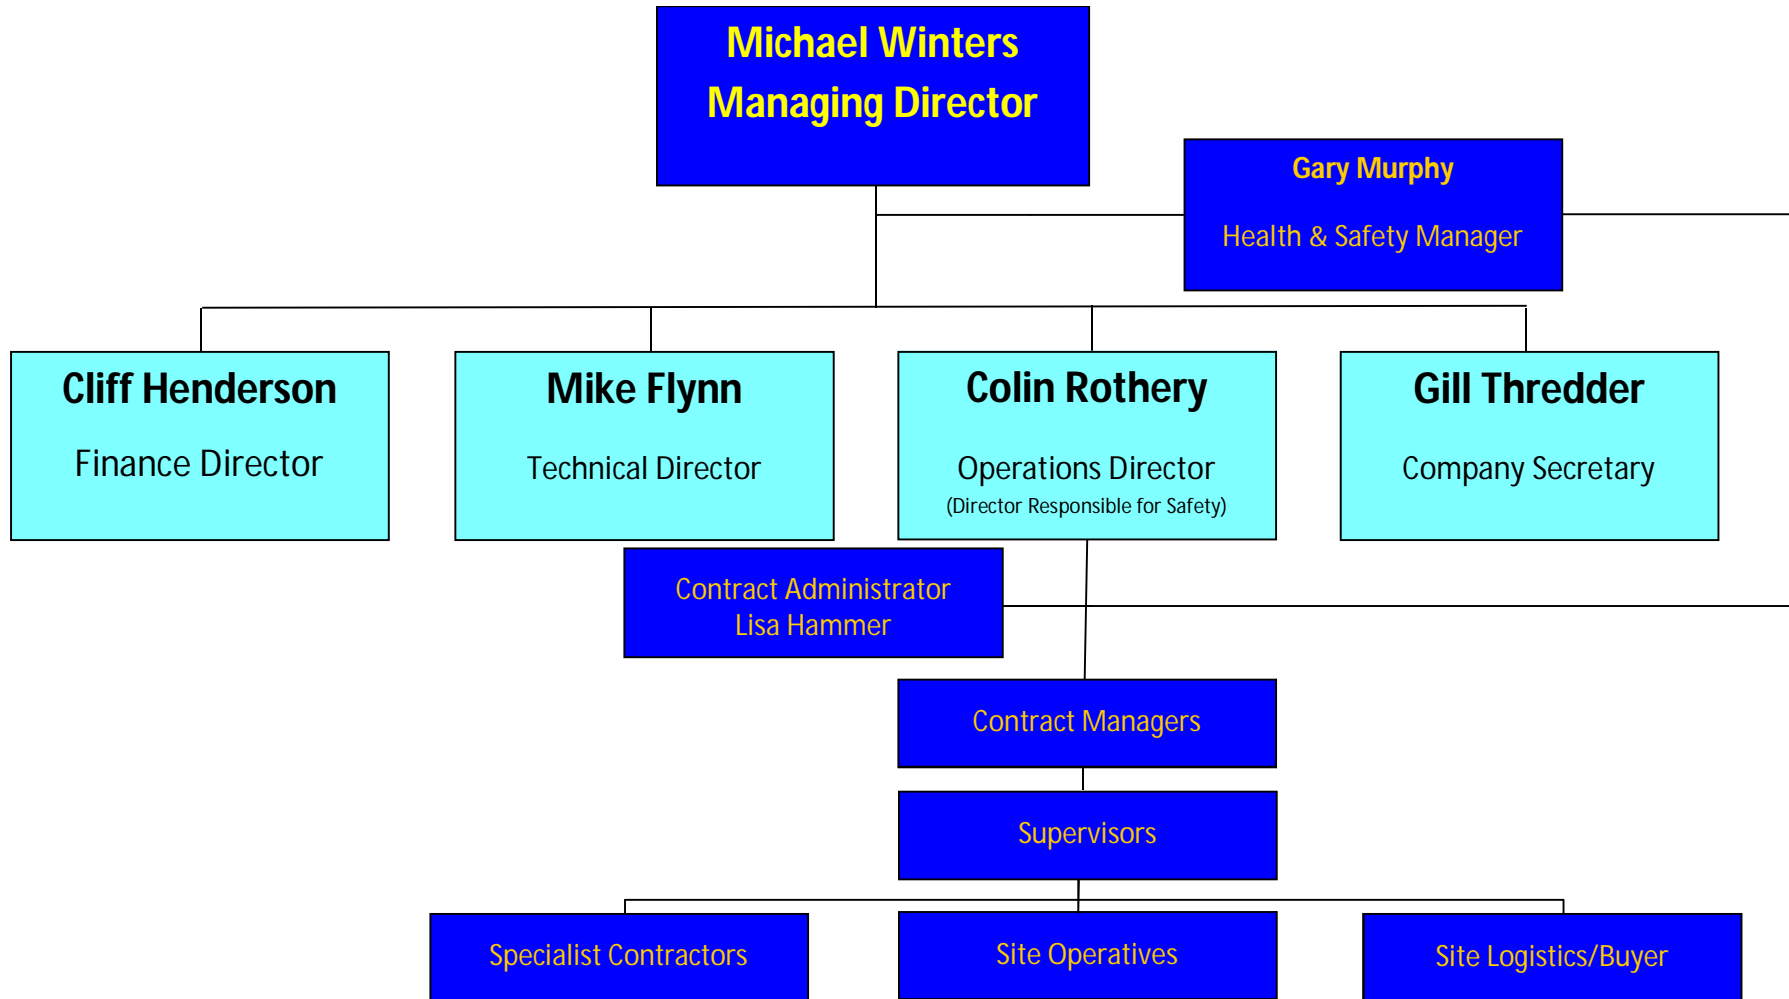 Michael Winters
Managing Director
Gary Murphy
Health & Safety Manager
Cliff Henderson
Finance Director
Mike Flynn
Technical Director
Colin Rothery
Operations Director
(Director Responsible for Safety)
Gill Thredder
Company Secretary
Contract Administrator
Lisa Hammer
Contract Managers
Supervisors
Specialist Contractors
Site Operatives
Site Logistics/Buyer